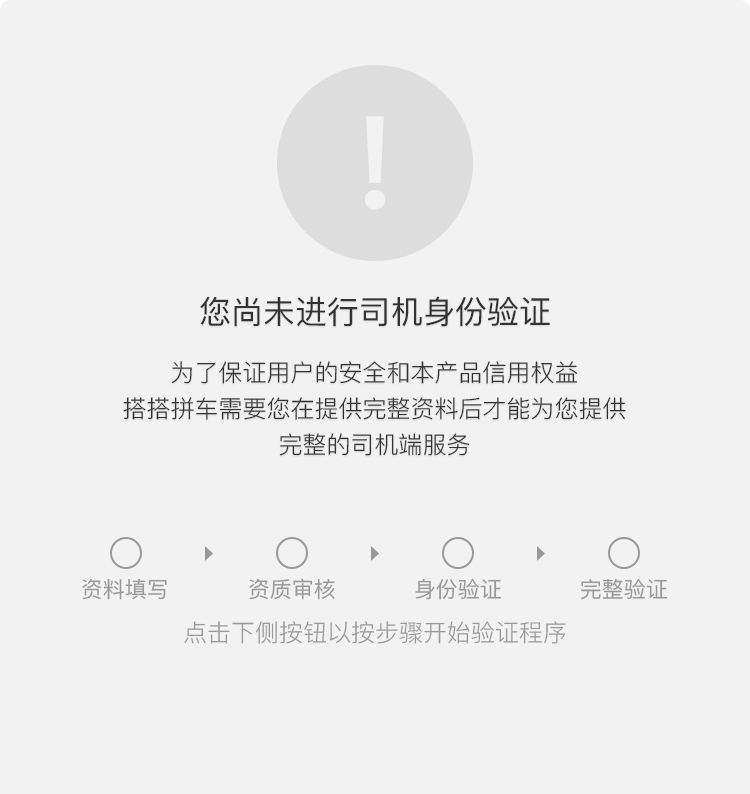 您尚未进行司机身份验证
为了保证用户的安全和本产品信用权益
搭搭拼车需要您在提供完整资料后才能为您提供
完整的司机端服务
资料填写 资质审核 身份验证 完整验证
点击下侧按钮以按步骤开始验证程序